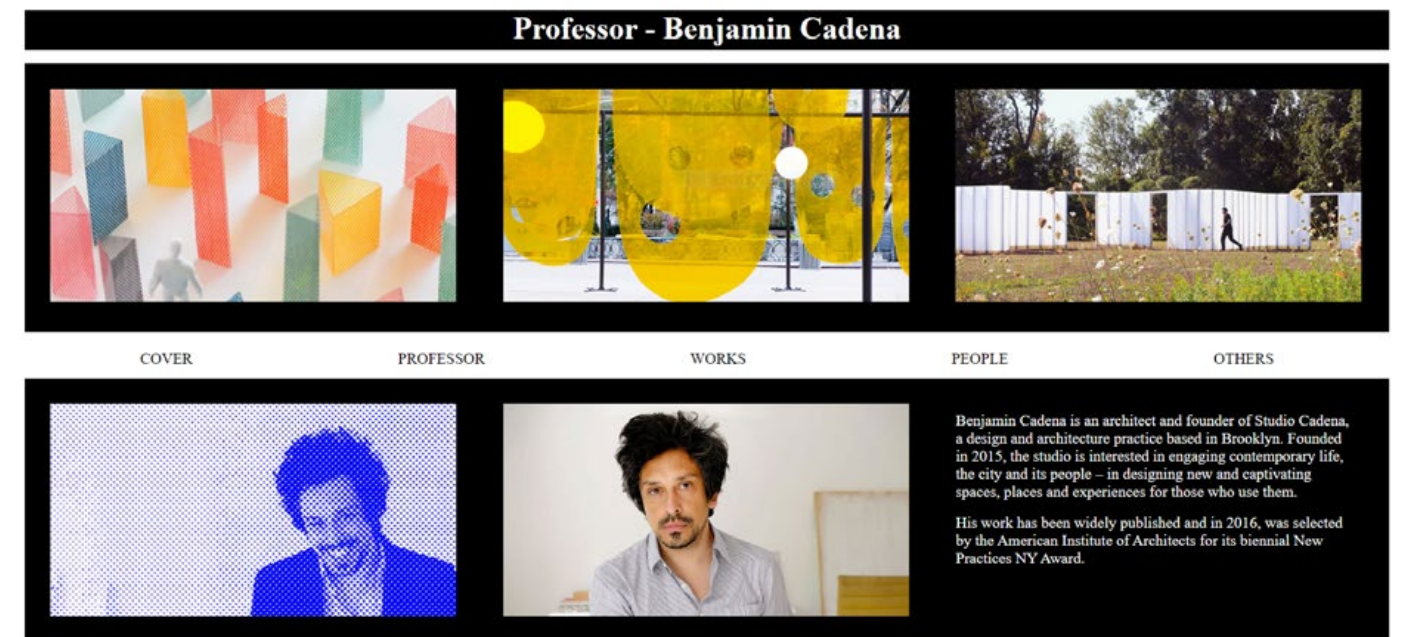 Professor - Benjamin Cadena
COVER
PROFESSOR
WORKS
PEOPLE
OTHERS
Benjamin Cadena is an architect and founder of Studio Cadena,
a design and architecture practice based in Brooklyn. Founded
in 2015, the studio is interested in engaging contemporary life,
the city and its people – in designing new and captivating
spaces, places and experiences for those who use them.
His work has been widely published and in 2016, was selected
by the American Institute of Architects for its biennial New
Practices NY Award.